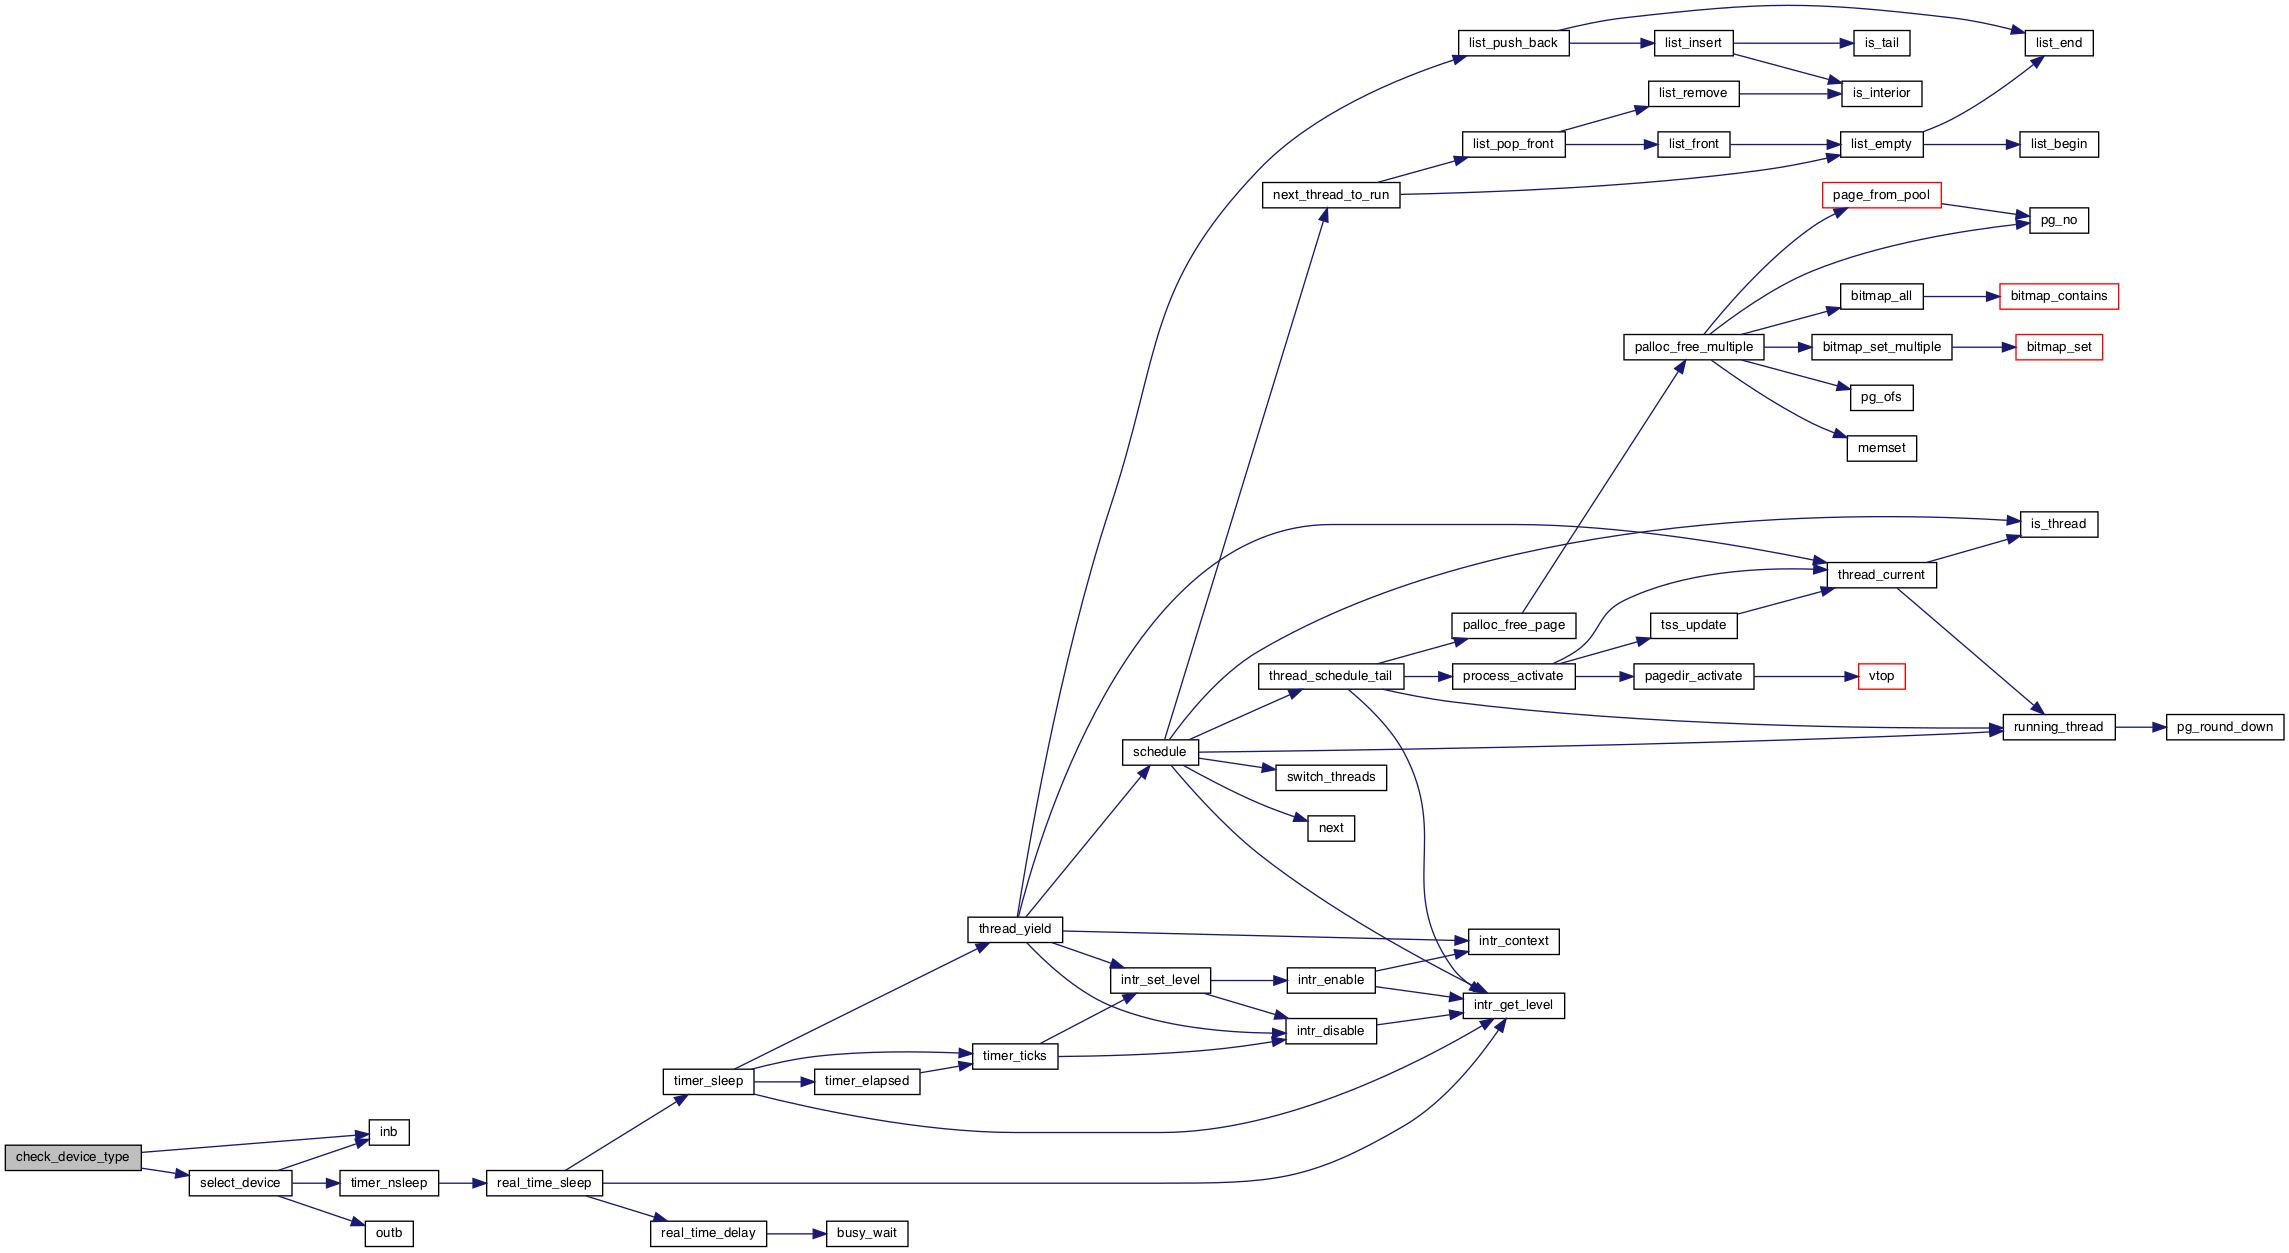 list_push_back
list_insert
is_tail
list_end
list_remove
is_interior
list_pop_front
list_front
list_empty
list_begin
next_thread_to_run
page_from_pool
pg_no
bitmap_all
bitmap_contains
palloc_free_multiple
bitmap_set_multiple
bitmap_set
pg_ofs
memset
is_thread
thread_current
palloc_free_page
tss_update
thread_schedule_tail
process_activate
pagedir_activate
vtop
running_thread
pg_round_down
schedule
switch_threads
next
thread_yield
intr_context
intr_set_level
intr_enable
intr_get_level
intr_disable
timer_ticks
timer_sleep
timer_elapsed
inb
check_device_type
select_device
timer_nsleep
real_time_sleep
outb
real_time_delay
busy_wait